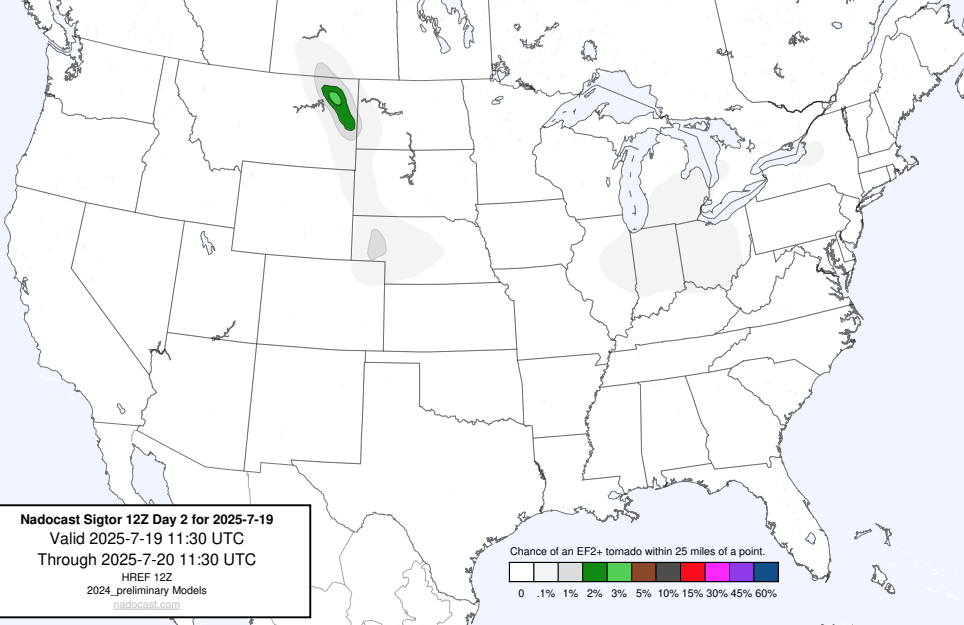 Nadocast Sigtor 12Z Day 2 for 2025-7-19
Valid 2025-7-19 11:30 UTC
Through 2025-7-20 11:30 UTC
HREF 12Z
2024_preliminary Models
nadocast.com
Chance of an EF2+ tornado within 25 miles of a point.
0 .1% 1% 2% 3% 5% 10% 15% 30% 45% 60%